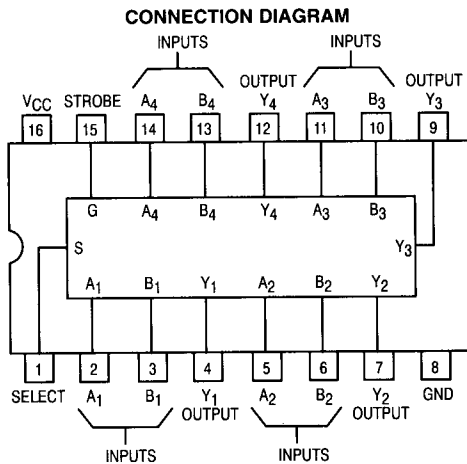 CONNECTION DIAGRAM
INPUTS INPUTS
OUTPUT OUTPUT
VCC STROBE A4 B4 Y4 A3 B3 Y3
16 15 14 13 12 11 10 9
G A4 B4 Y4 A3 B3
S Y3
A1 B1 Y1 A2 B2 Y2
1 2 3 4 5 6 7 8
SELECT A1 B1 Y1 A2 B2 Y2 GND
OUTPUT OUTPUT
INPUTS INPUTS